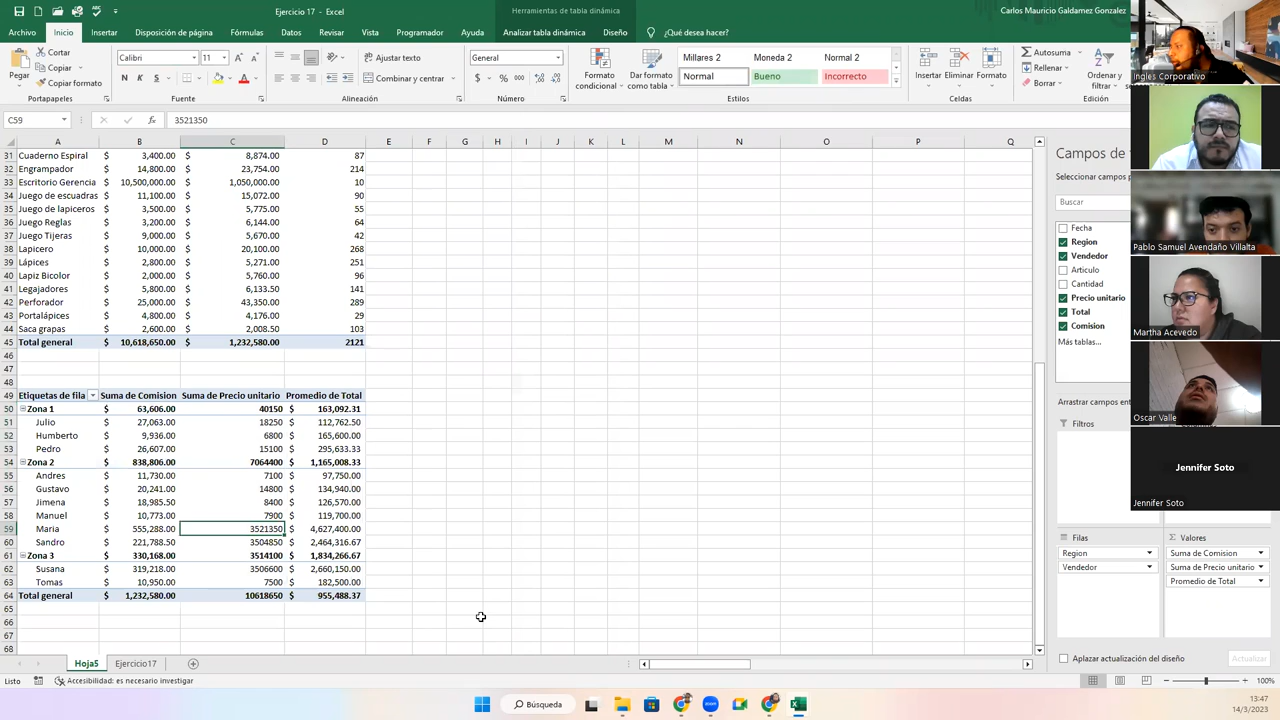 Ejercicio 17 - Excel
Herramientas de tabla dinámica
Carlos Mauricio Galdamez Gonzalez
Archivo Inicio Insertar Disposición de página Fórmulas Datos Revisar Vista Programador Ayuda Analizar tabla dinámica Diseño ¿Qué desea hacer?
Pegar
Cortar
Copiar
Copiar formato
Portapapeles
Calibri 11
Fuente
Ajustar texto
Combinar y centrar
Alineación
General
Número
Formato condicional
Dar formato como tabla
Millares 2 Moneda 2 Normal 2
Normal Bueno Incorrecto
Estilos
Insertar Eliminar Formato
Celdas
Autosuma
Rellenar
Borrar
Ordenar y filtrar
Edición
C59 3521350
A B C D E F G H I J K L M N O P Q
31 Cuaderno Espiral $ 3,400.00 $ 8,874.00 87
32 Engrampador $ 14,800.00 $ 23,754.00 214
33 Escritorio Gerencia $ 10,500,000.00 $ 1,050,000.00 10
34 Juego de escuadras $ 11,100.00 $ 15,072.00 90
35 Juego de lapiceros $ 3,500.00 $ 5,775.00 55
36 Juego Reglas $ 3,200.00 $ 6,144.00 64
37 Juego Tijeras $ 9,000.00 $ 5,670.00 42
38 Lapicero $ 10,000.00 $ 20,100.00 268
39 Lápices $ 2,800.00 $ 5,271.00 251
40 Lapiz Bicolor $ 2,000.00 $ 5,760.00 96
41 Legajadores $ 5,800.00 $ 6,133.50 141
42 Perforador $ 25,000.00 $ 43,350.00 289
43 Portalápices $ 4,800.00 $ 4,176.00 29
44 Saca grapas $ 2,600.00 $ 2,008.50 103
45 Total general $ 10,618,650.00 $ 1,232,580.00 2121
46
47
48
49 Etiquetas de fila Suma de Comision Suma de Precio unitario Promedio de Total
50 Zona 1 $ 63,606.00 40150 $ 163,092.31
51 Julio $ 27,063.00 18250 $ 112,762.50
52 Humberto $ 9,936.00 6800 $ 165,600.00
53 Pedro $ 26,607.00 15100 $ 295,633.33
54 Zona 2 $ 838,806.00 7064400 $ 1,165,008.33
55 Andres $ 11,730.00 7100 $ 97,750.00
56 Gustavo $ 20,241.00 14800 $ 134,940.00
57 Jimena $ 18,985.50 8400 $ 126,570.00
58 Manuel $ 10,773.00 7900 $ 119,700.00
59 Maria $ 555,288.00 3521350 $ 4,627,400.00
60 Sandro $ 221,788.50 3504850 $ 2,464,316.67
61 Zona 3 $ 330,168.00 3514100 $ 1,834,266.67
62 Susana $ 319,218.00 3506600 $ 2,660,150.00
63 Tomas $ 10,950.00 7500 $ 182,500.00
64 Total general $ 1,232,580.00 10618650 $ 955,488.37
65
66
67
68
Campos de
Seleccionar campos
Buscar
Fecha
Region
Vendedor
Articulo
Cantidad
Precio unitario
Total
Comision
Más tablas...
Arrastrar campos
Filtros
Filas
Region
Vendedor
Valores
Suma de Comision
Suma de Precio unitario
Promedio de Total
Aplazar actualización del diseño
Actualizar
Ingles Corporativo
Pablo Samuel Avendaño Villalta
Martha Acevedo
Oscar Valle
Jennifer Soto
Jennifer Soto
Hoja5 Ejercicio17
Listo Accesibilidad: es necesario investigar
100%
Búsqueda
13:47
14/3/2023